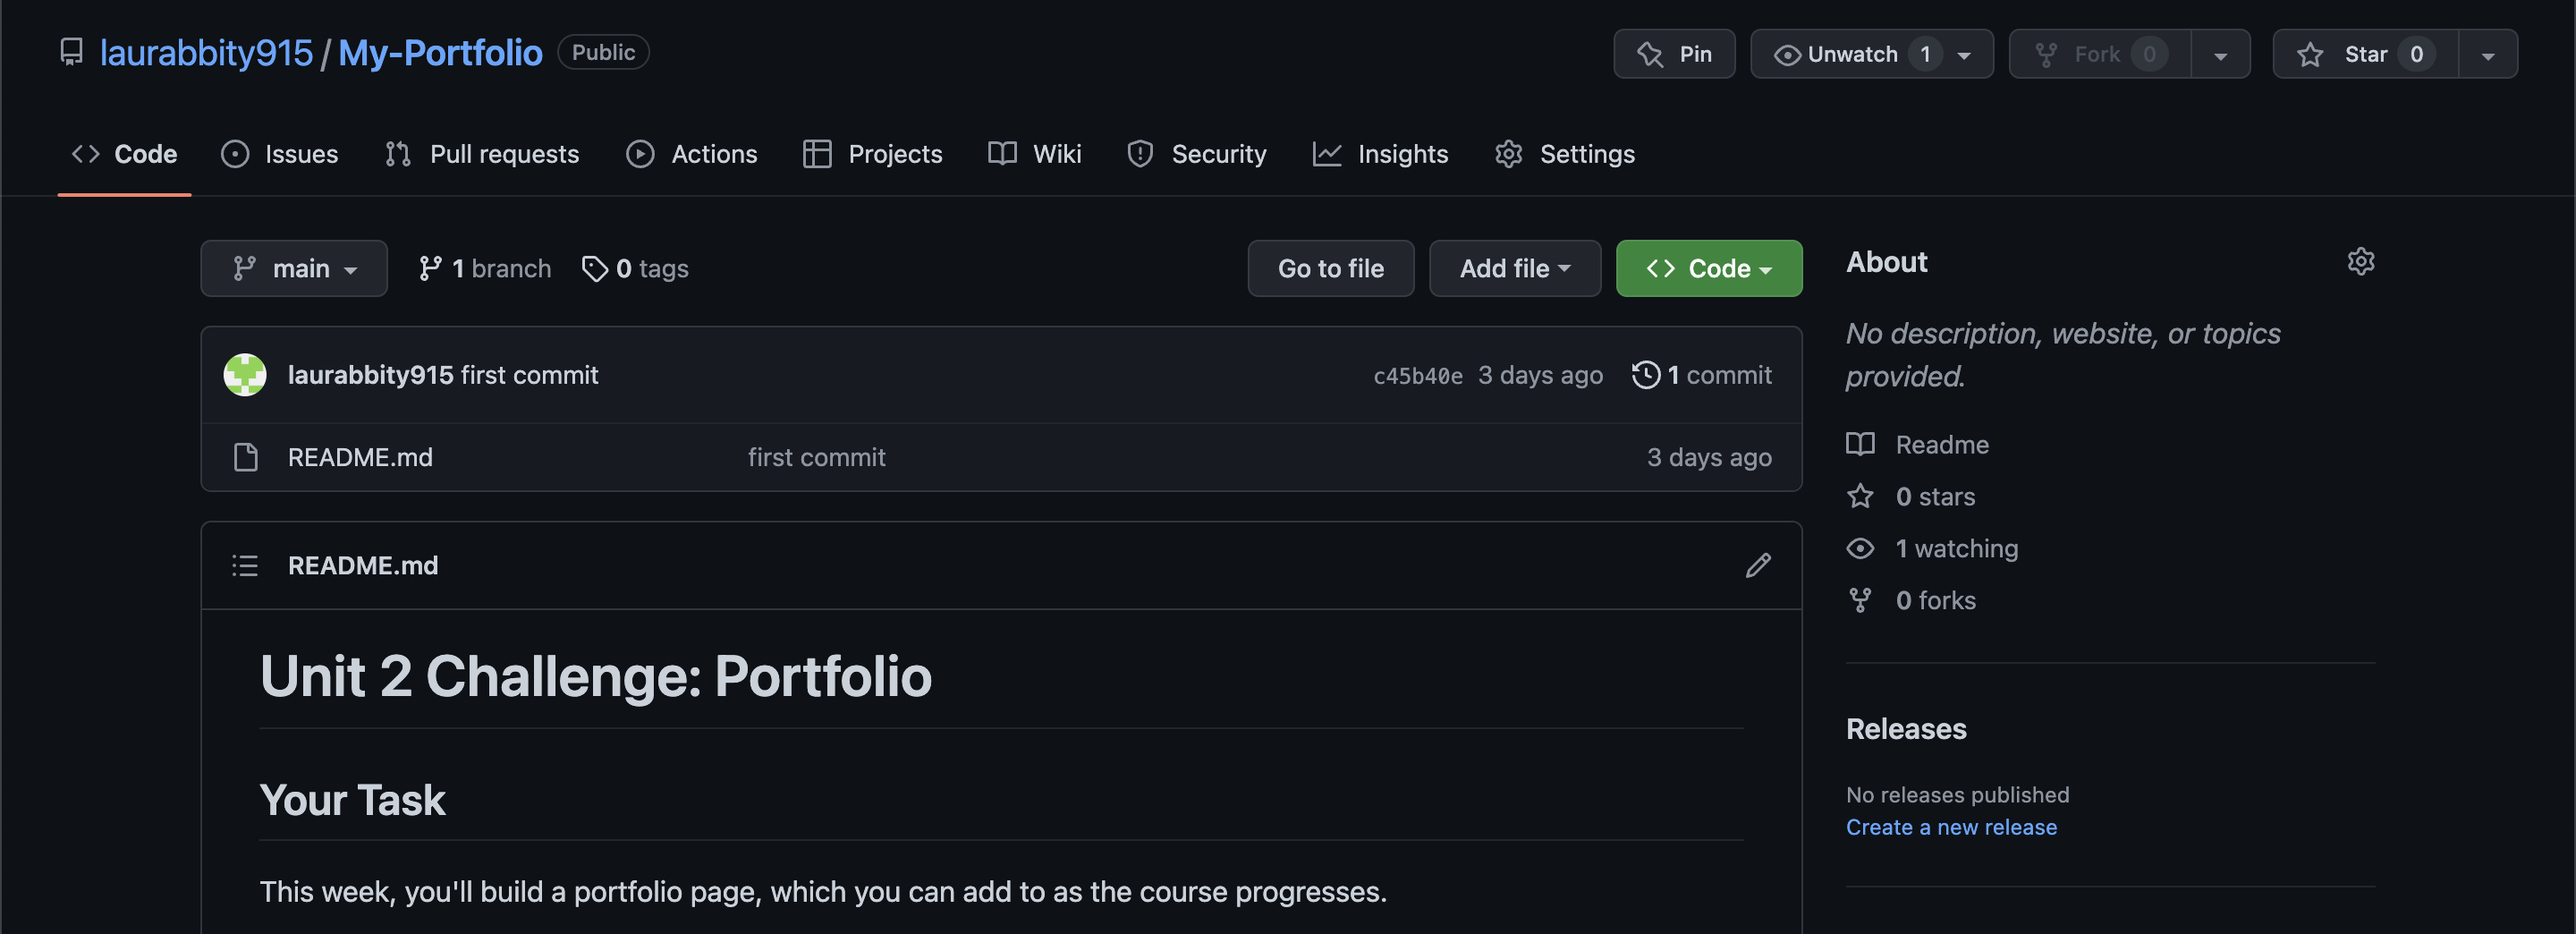 laurabbity915 / My-Portfolio Public
Pin Unwatch 1 Fork 0 Star 0
Code Issues Pull requests Actions Projects Wiki Security Insights Settings
main 1 branch 0 tags Go to file Add file Code
laurabbity915 first commit c45b40e 3 days ago 1 commit
README.md first commit 3 days ago
README.md
Unit 2 Challenge: Portfolio
Your Task
This week, you'll build a portfolio page, which you can add to as the course progresses.
About
No description, website, or topics
provided.
Readme
0 stars
1 watching
0 forks
Releases
No releases published
Create a new release